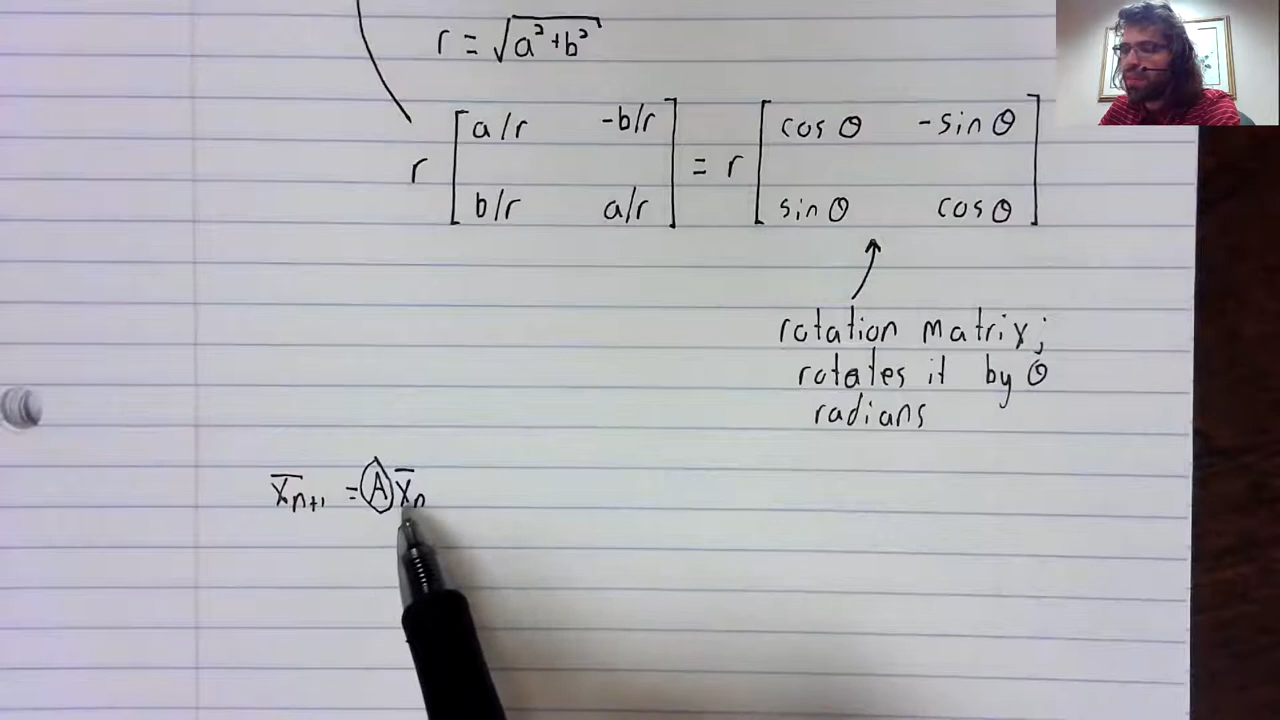 r = √(a² + b²)
r [ a/r -b/r ] = r [ cos θ -sin θ ]
[ b/r a/r ] [ sin θ cos θ ]
rotation matrix;
rotates it by θ
radians
x̄ₙ₊₁ = A x̄ₙ